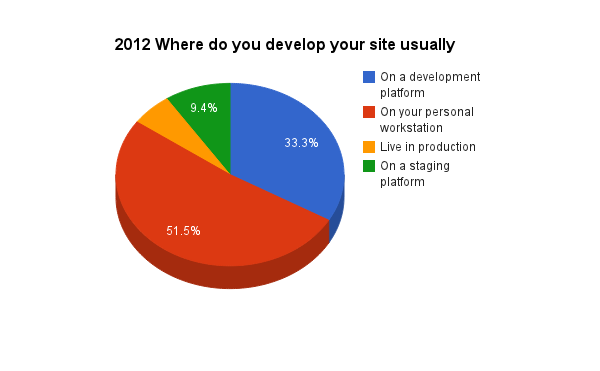 2012 Where do you develop your site usually
On a development
platform
On your personal
workstation
Live in production
On a staging
platform
9.4%
33.3%
51.5%